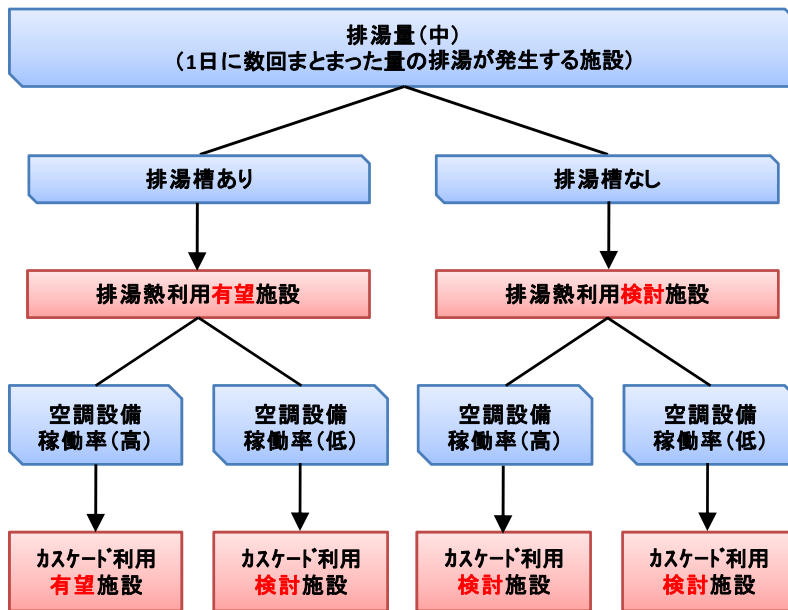 排湯量(中)
(1日に数回まとまった量の排湯が発生する施設)
排湯槽あり
排湯槽なし
排湯熱利用有望施設
排湯熱利用検討施設
空調設備
稼働率(高)
空調設備
稼働率(低)
空調設備
稼働率(高)
空調設備
稼働率(低)
ｶｽｹｰﾄﾞ利用
有望施設
ｶｽｹｰﾄﾞ利用
検討施設
ｶｽｹｰﾄﾞ利用
検討施設
ｶｽｹｰﾄﾞ利用
検討施設